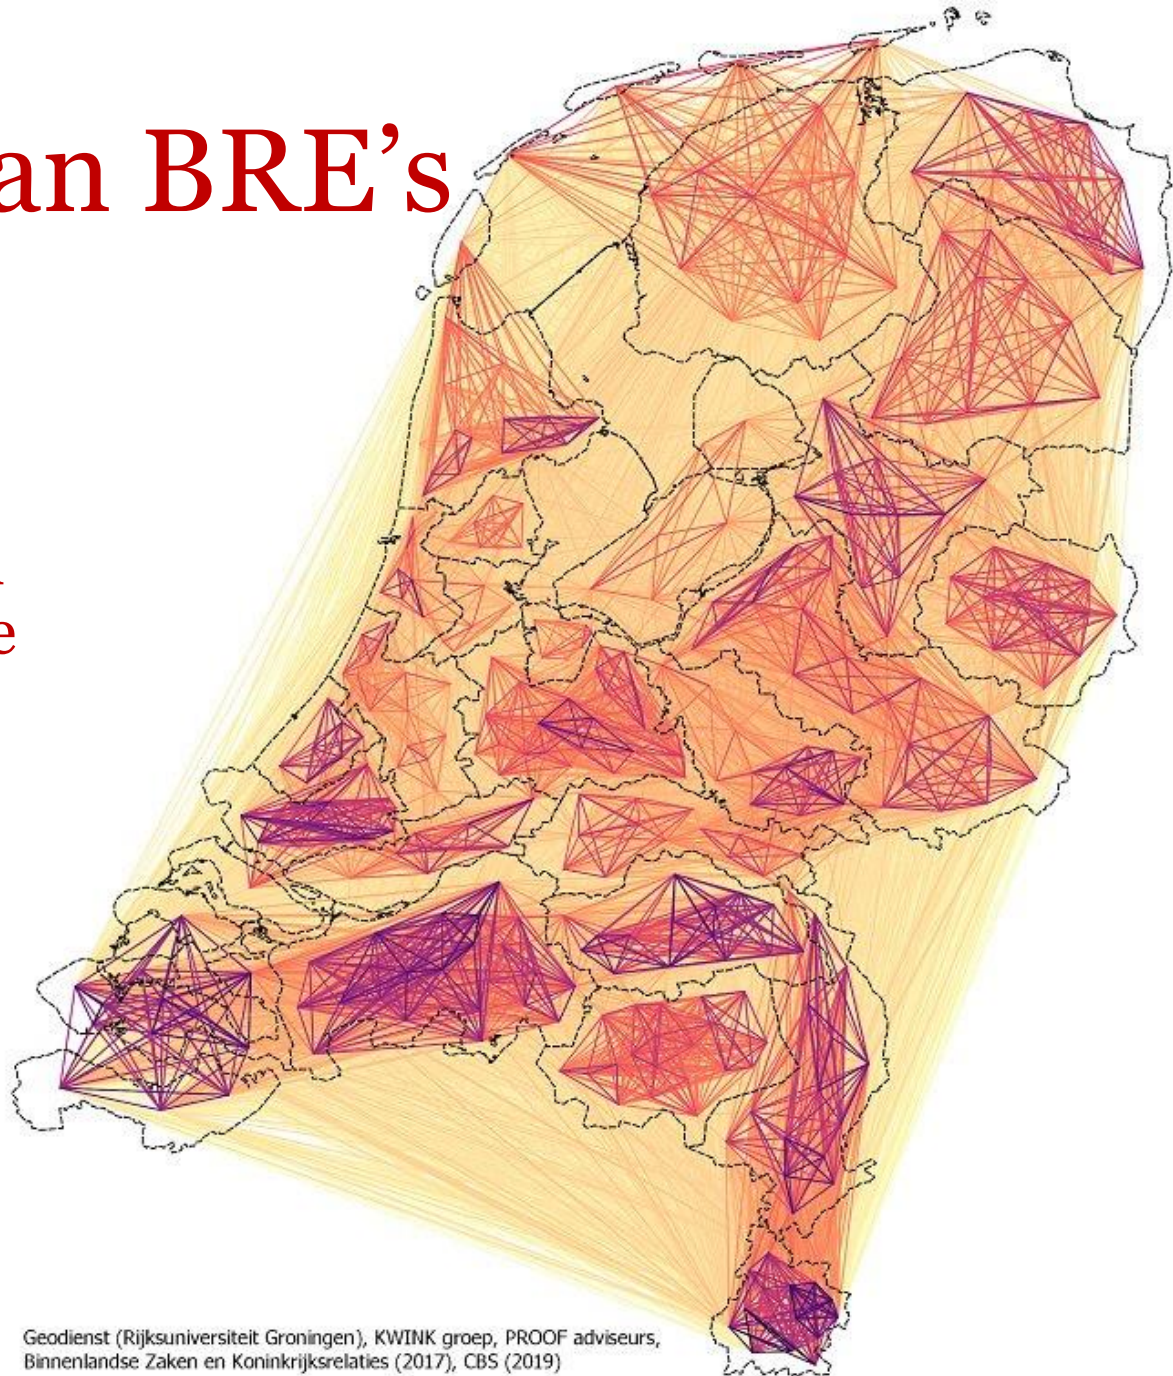 an BRE’s
e
Geodienst (Rijksuniversiteit Groningen), KWINK groep, PROOF adviseurs,
Binnenlandse Zaken en Koninkrijksrelaties (2017), CBS (2019)